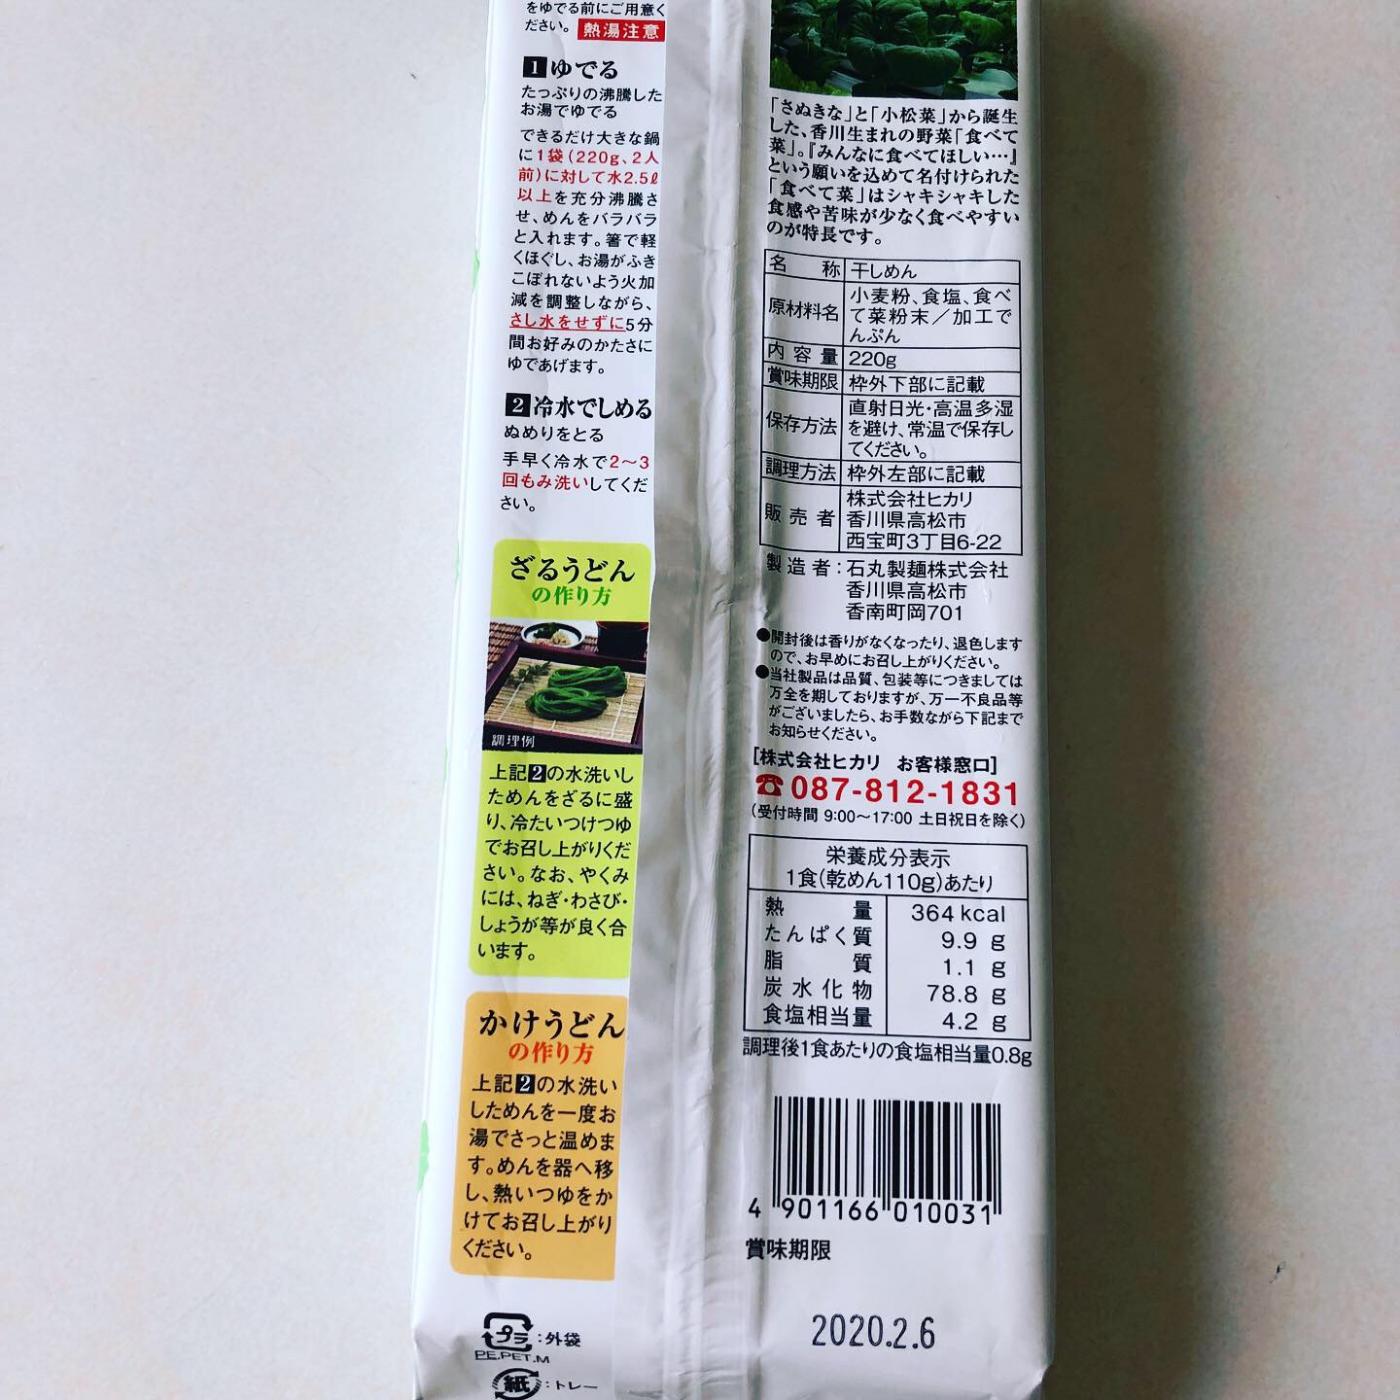 をゆでる前にご用意く
ださい。 熱湯注意
1 ゆでる
たっぷりの沸騰した
お湯でゆでる
できるだけ大きな鍋
に1袋(220g、2人
前)に対して水2.5ℓ
以上を充分沸騰さ
せ、めんをバラバラ
と入れます。箸で軽
くほぐし、お湯がふき
こぼれないよう火加
減を調整しながら、
さし水をせずに5分
間お好みのかたさに
ゆであげます。
2 冷水でしめる
ぬめりをとる
手早く冷水で2〜3
回もみ洗いしてくだ
さい。
ざるうどん
の作り方
調理例
上記2の水洗いし
ためんをざるに盛
り、冷たいつけつゆ
でお召し上がりくだ
さい。なお、やくみ
には、ねぎ・わさび・
しょうが等が良く合
います。
かけうどん
の作り方
上記2の水洗い
しためんを一度お
湯でさっと温めま
す。めんを器へ移
し、熱いつゆをか
けてお召し上がり
ください。
プラ :外袋
PE.PET.M
紙 :トレー
「さぬきな」と「小松菜」から誕生
した、香川生まれの野菜「食べて
菜」。『みんなに食べてほしい…』
という願いを込めて名付けられた
「食べて菜」はシャキシャキした
食感や苦味が少なく食べやすい
のが特長です。
名称 干しめん
原材料名 小麦粉、食塩、食べ
て菜粉末/加工で
んぷん
内容量 220g
賞味期限 枠外下部に記載
保存方法 直射日光・高温多湿
を避け、常温で保存し
てください。
調理方法 枠外左部に記載
販売者 株式会社ヒカリ
香川県高松市
西宝町3丁目6-22
製造者:石丸製麺株式会社
香川県高松市
香南町岡701
●開封後は香りがなくなったり、退色します
ので、お早めにお召し上がりください。
●当社製品は品質、包装等につきましては
万全を期しておりますが、万一不良品等
がございましたら、お手数ながら下記まで
お知らせください。
[株式会社ヒカリ お客様窓口]
☎087-812-1831
(受付時間 9:00〜17:00 土日祝日を除く)
栄養成分表示
1食(乾めん110g)あたり
熱量 364kcal
たんぱく質 9.9 g
脂質 1.1 g
炭水化物 78.8 g
食塩相当量 4.2 g
調理後1食あたりの食塩相当量0.8g
4 901166 010031
賞味期限
2020.2.6